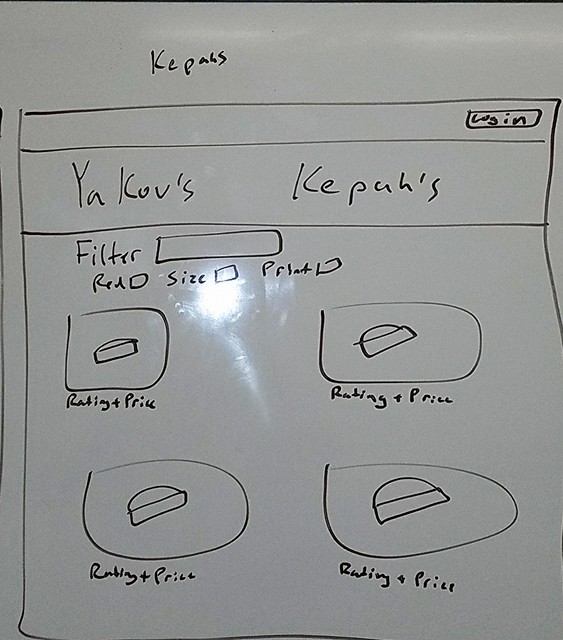 Kepahs
Login
Yakov's Kepah's
Filter
Red Size Print
Rating + Price
Rating + Price
Rating + Price
Rating + Price